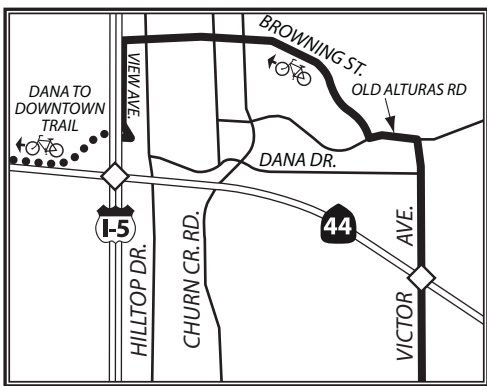 BROWNING ST.
VIEW AVE.
DANA TO
DOWNTOWN
TRAIL
OLD ALTURAS RD
DANA DR.
I-5
44
HILLTOP DR.
CHURN CR. RD.
VICTOR AVE.